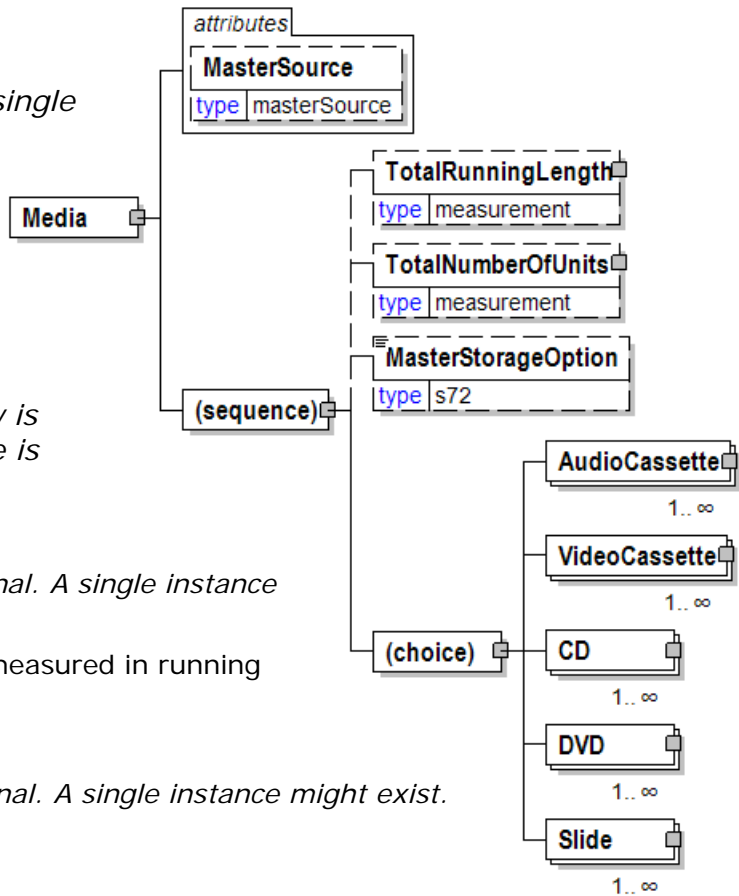 attributes
MasterSource
type masterSource
single
TotalRunningLength
type measurement
Media
TotalNumberOfUnits
type measurement
MasterStorageOption
type s72
(sequence)
is
e is
AudioCassette
1.. ∞
VideoCassette
1.. ∞
nal. A single instance
(choice)
measured in running
CD
1.. ∞
DVD
1.. ∞
nal. A single instance might exist.
Slide
1.. ∞